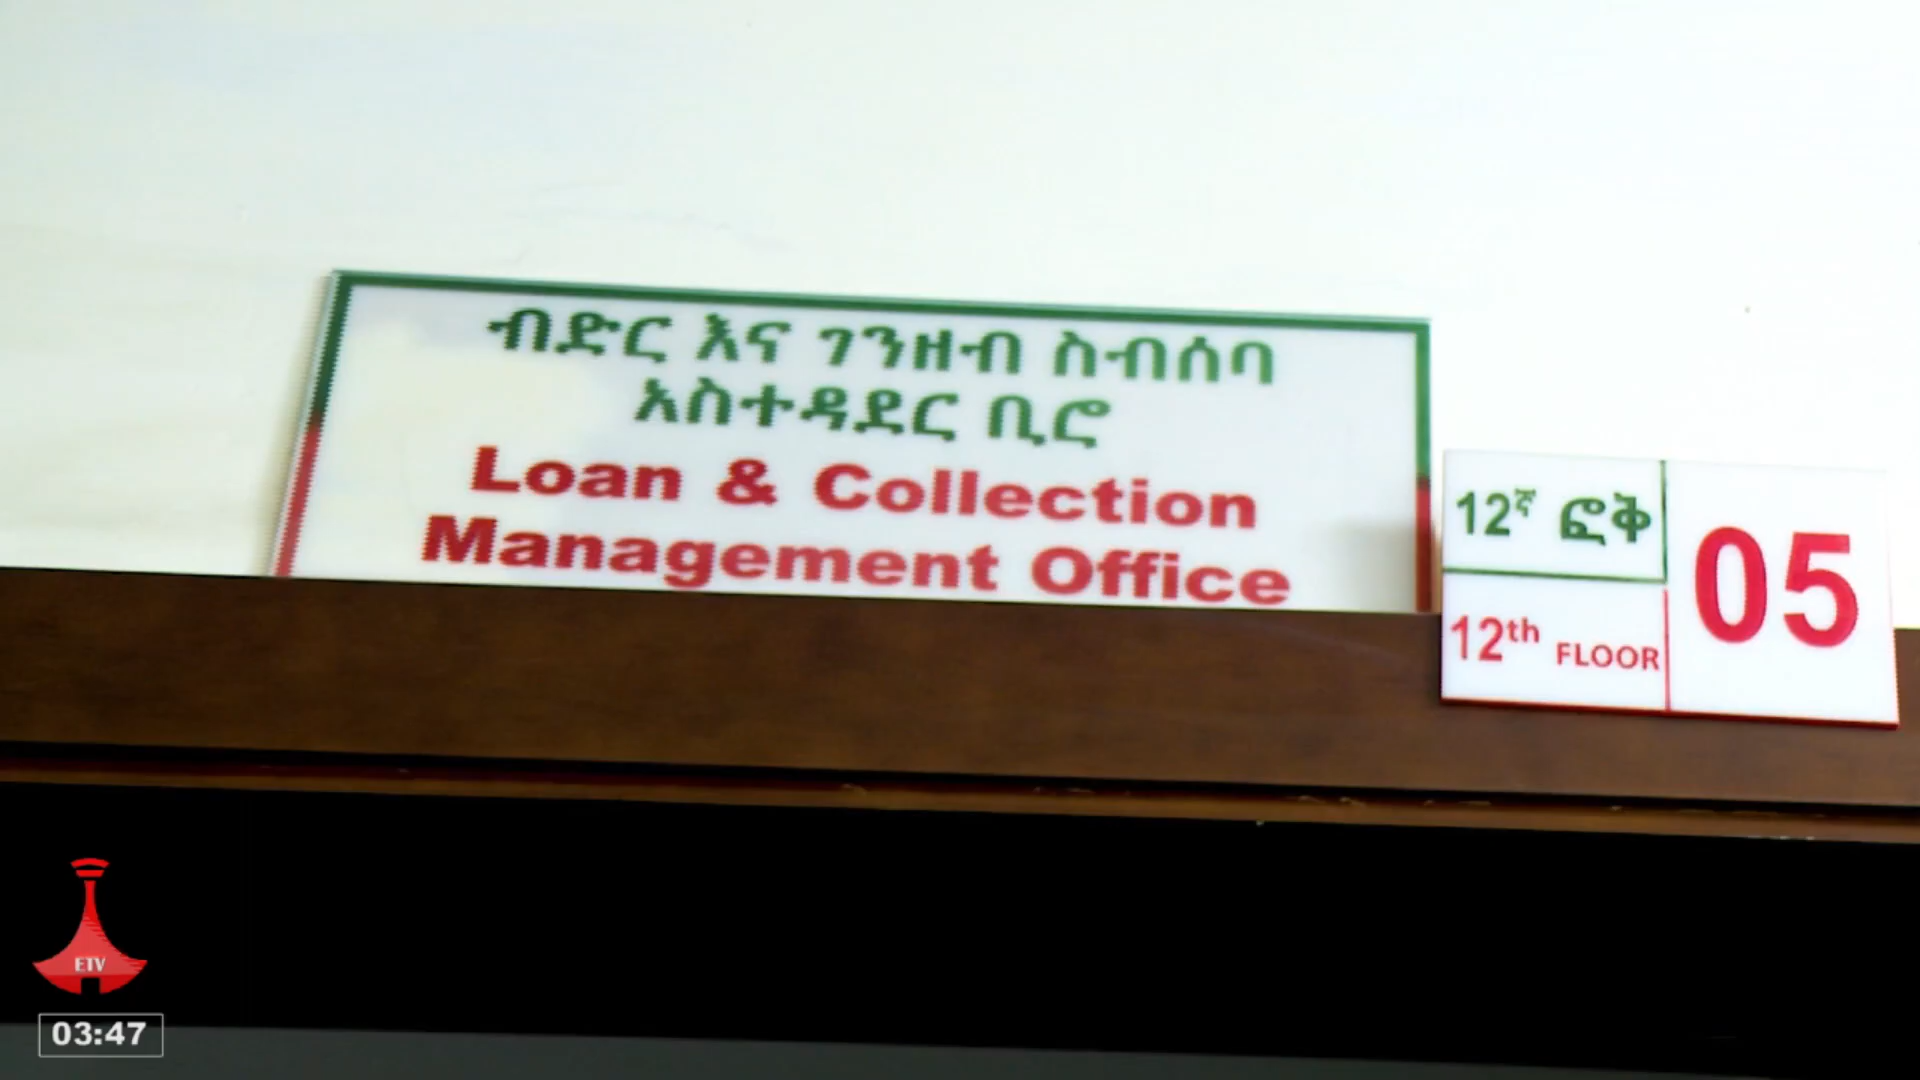 ብድር እና ገንዘብ ስብሰባ
አስተዳደር ቢሮ
Loan & Collection
Management Office
12ኛ ፎቅ
12th FLOOR
05
ETV
03:47